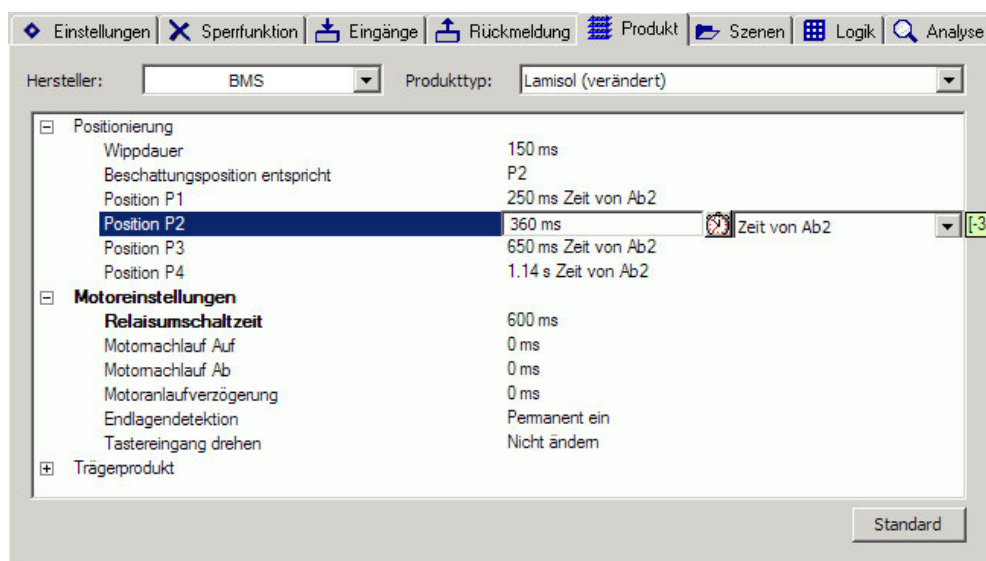 Einstellungen Sperrfunktion Eingänge Rückmeldung Produkt Szenen Logik Analyse
Hersteller: BMS Produkttyp: Lamisol (verändert)
Positionierung
Wippdauer 150 ms
Beschattungsposition entspricht P2
Position P1 250 ms Zeit von Ab2
Position P2 360 ms Zeit von Ab2 [-3
Position P3 650 ms Zeit von Ab2
Position P4 1.14 s Zeit von Ab2
Motoreinstellungen
Relaisumschaltzeit 600 ms
Motornachlauf Auf 0 ms
Motornachlauf Ab 0 ms
Motoranlaufverzögerung 0 ms
Endlagendetektion Permanent ein
Tastereingang drehen Nicht ändern
Trägerprodukt
Standard